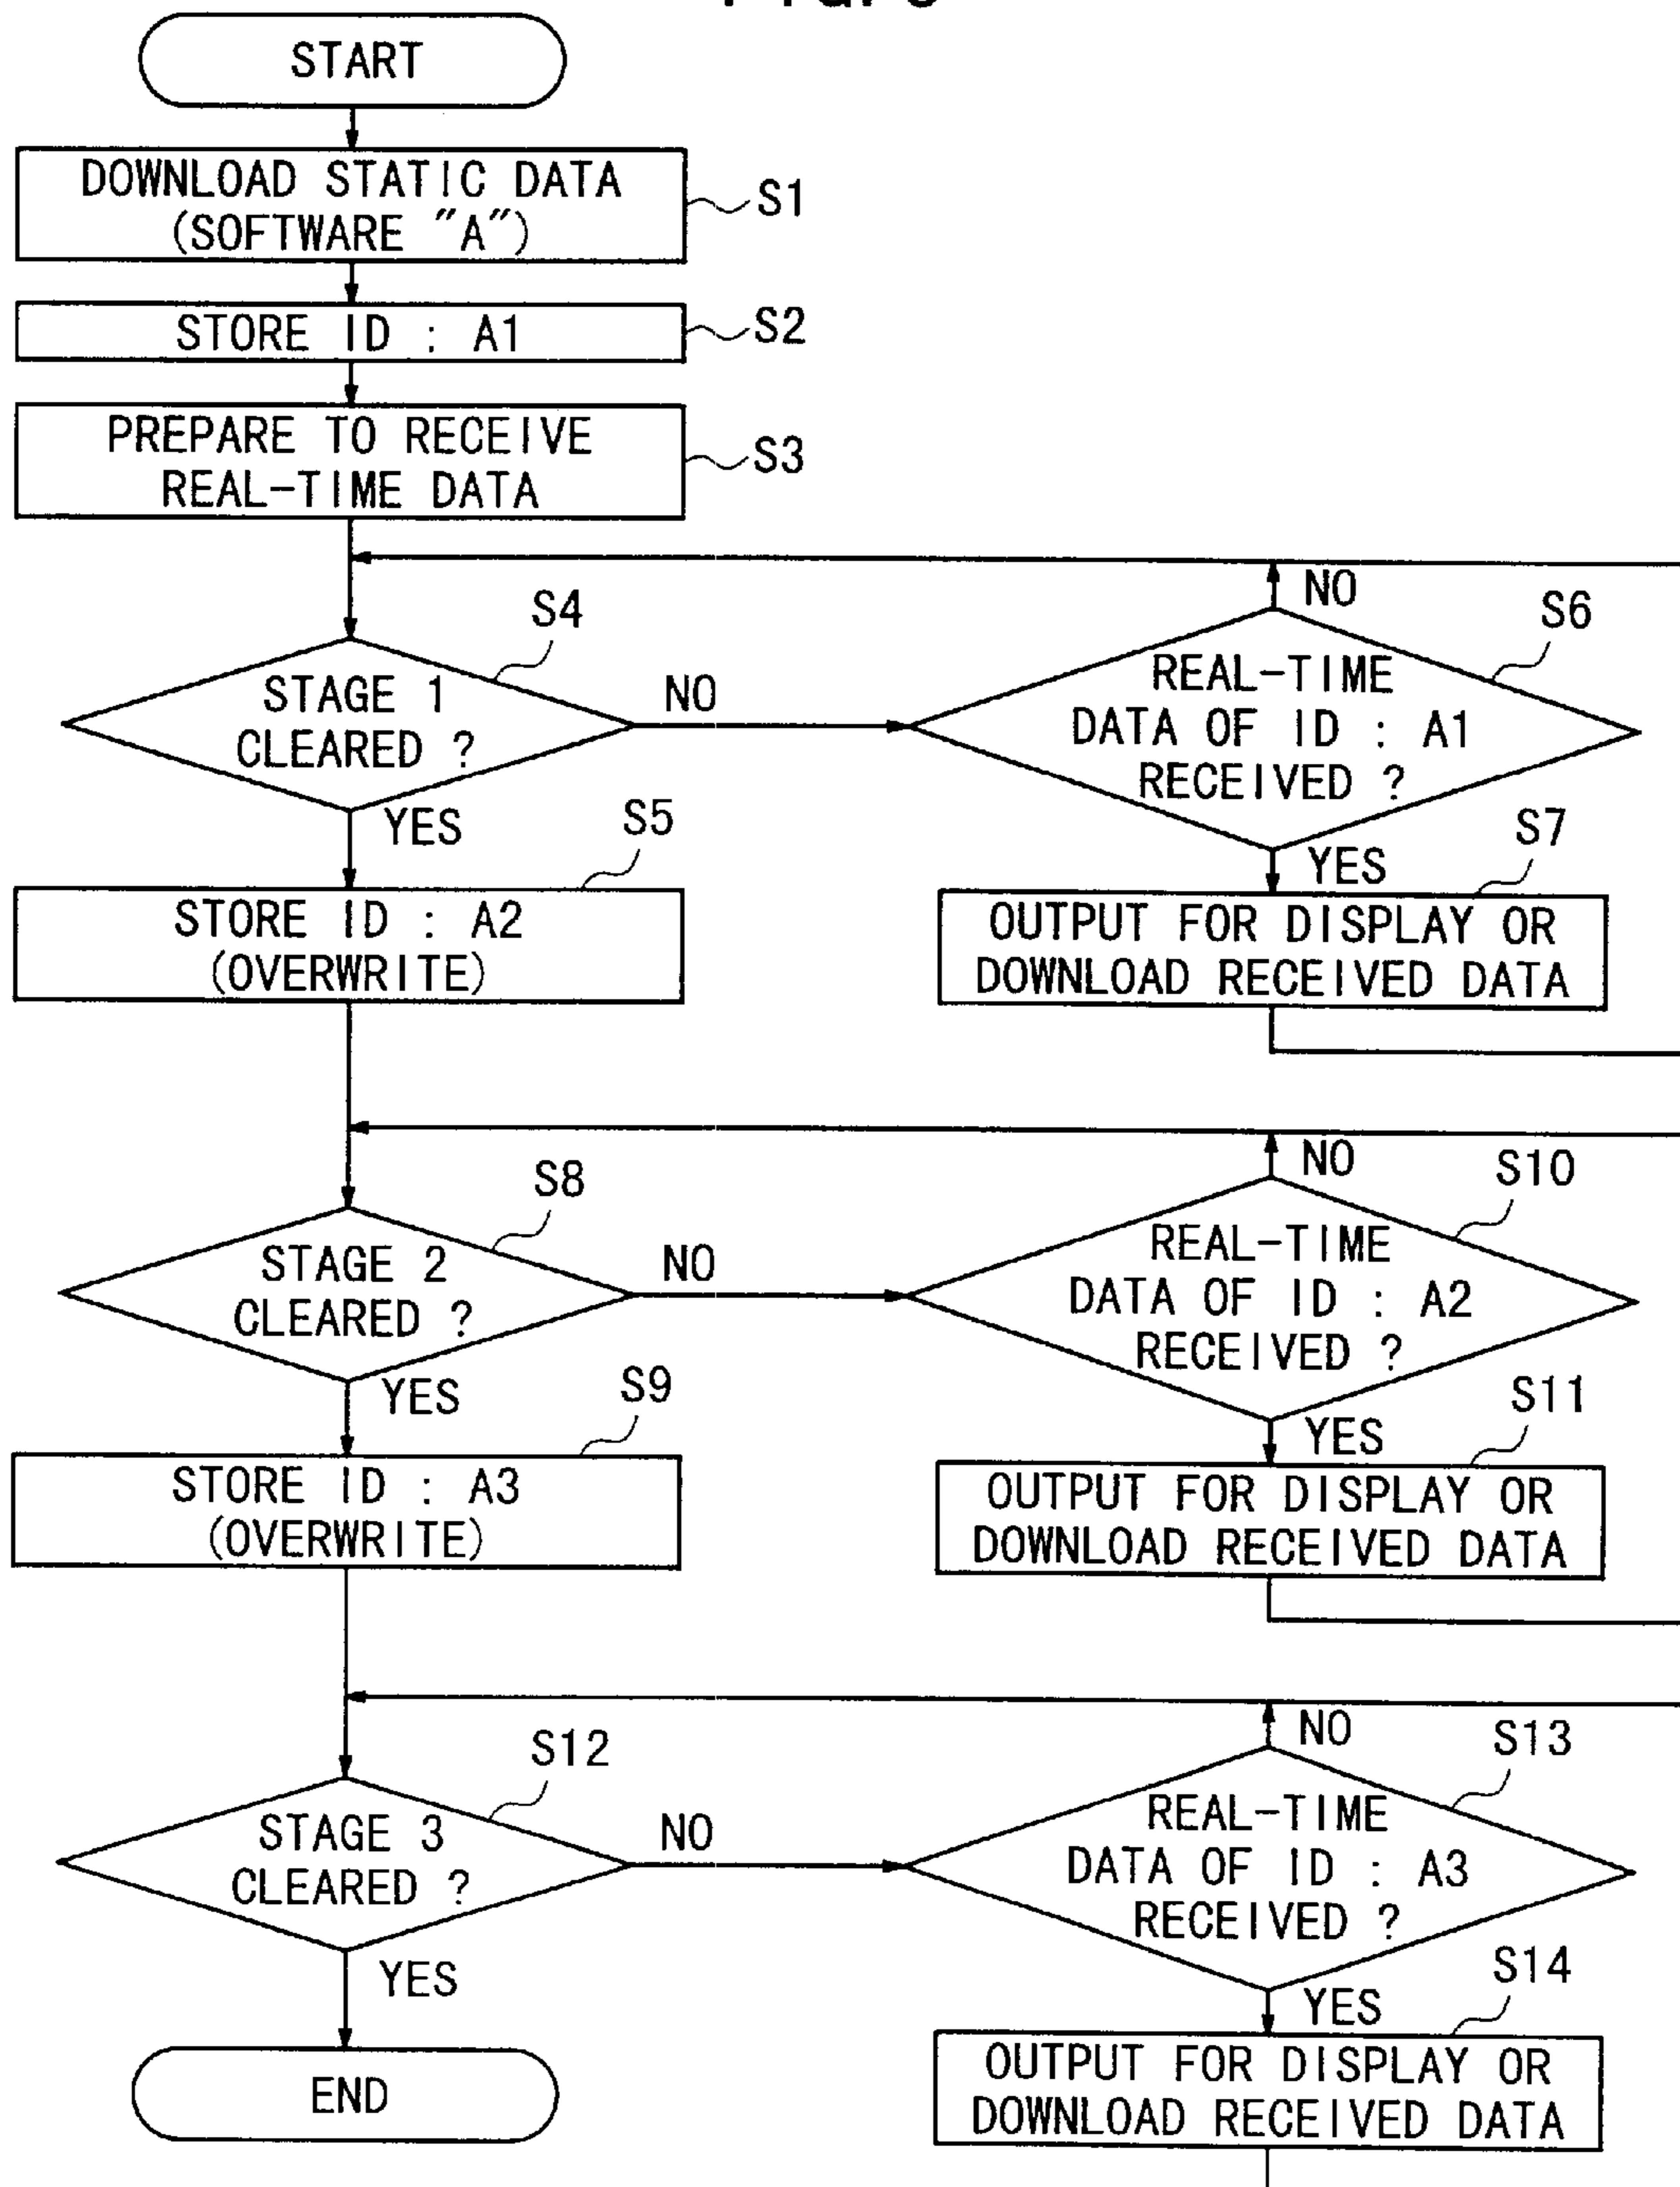 START
DOWNLOAD STATIC DATA
(SOFTWARE "A")
S1
STORE ID : A1
S2
PREPARE TO RECEIVE
REAL-TIME DATA
S3
S4
STAGE 1
CLEARED ?
NO
YES
NO
S6
REAL-TIME
DATA OF ID : A1
RECEIVED ?
YES
S5
STORE ID : A2
(OVERWRITE)
S7
OUTPUT FOR DISPLAY OR
DOWNLOAD RECEIVED DATA
S8
STAGE 2
CLEARED ?
NO
YES
NO
S10
REAL-TIME
DATA OF ID : A2
RECEIVED ?
YES
S9
STORE ID : A3
(OVERWRITE)
S11
OUTPUT FOR DISPLAY OR
DOWNLOAD RECEIVED DATA
S12
STAGE 3
CLEARED ?
NO
YES
NO
S13
REAL-TIME
DATA OF ID : A3
RECEIVED ?
YES
END
S14
OUTPUT FOR DISPLAY OR
DOWNLOAD RECEIVED DATA